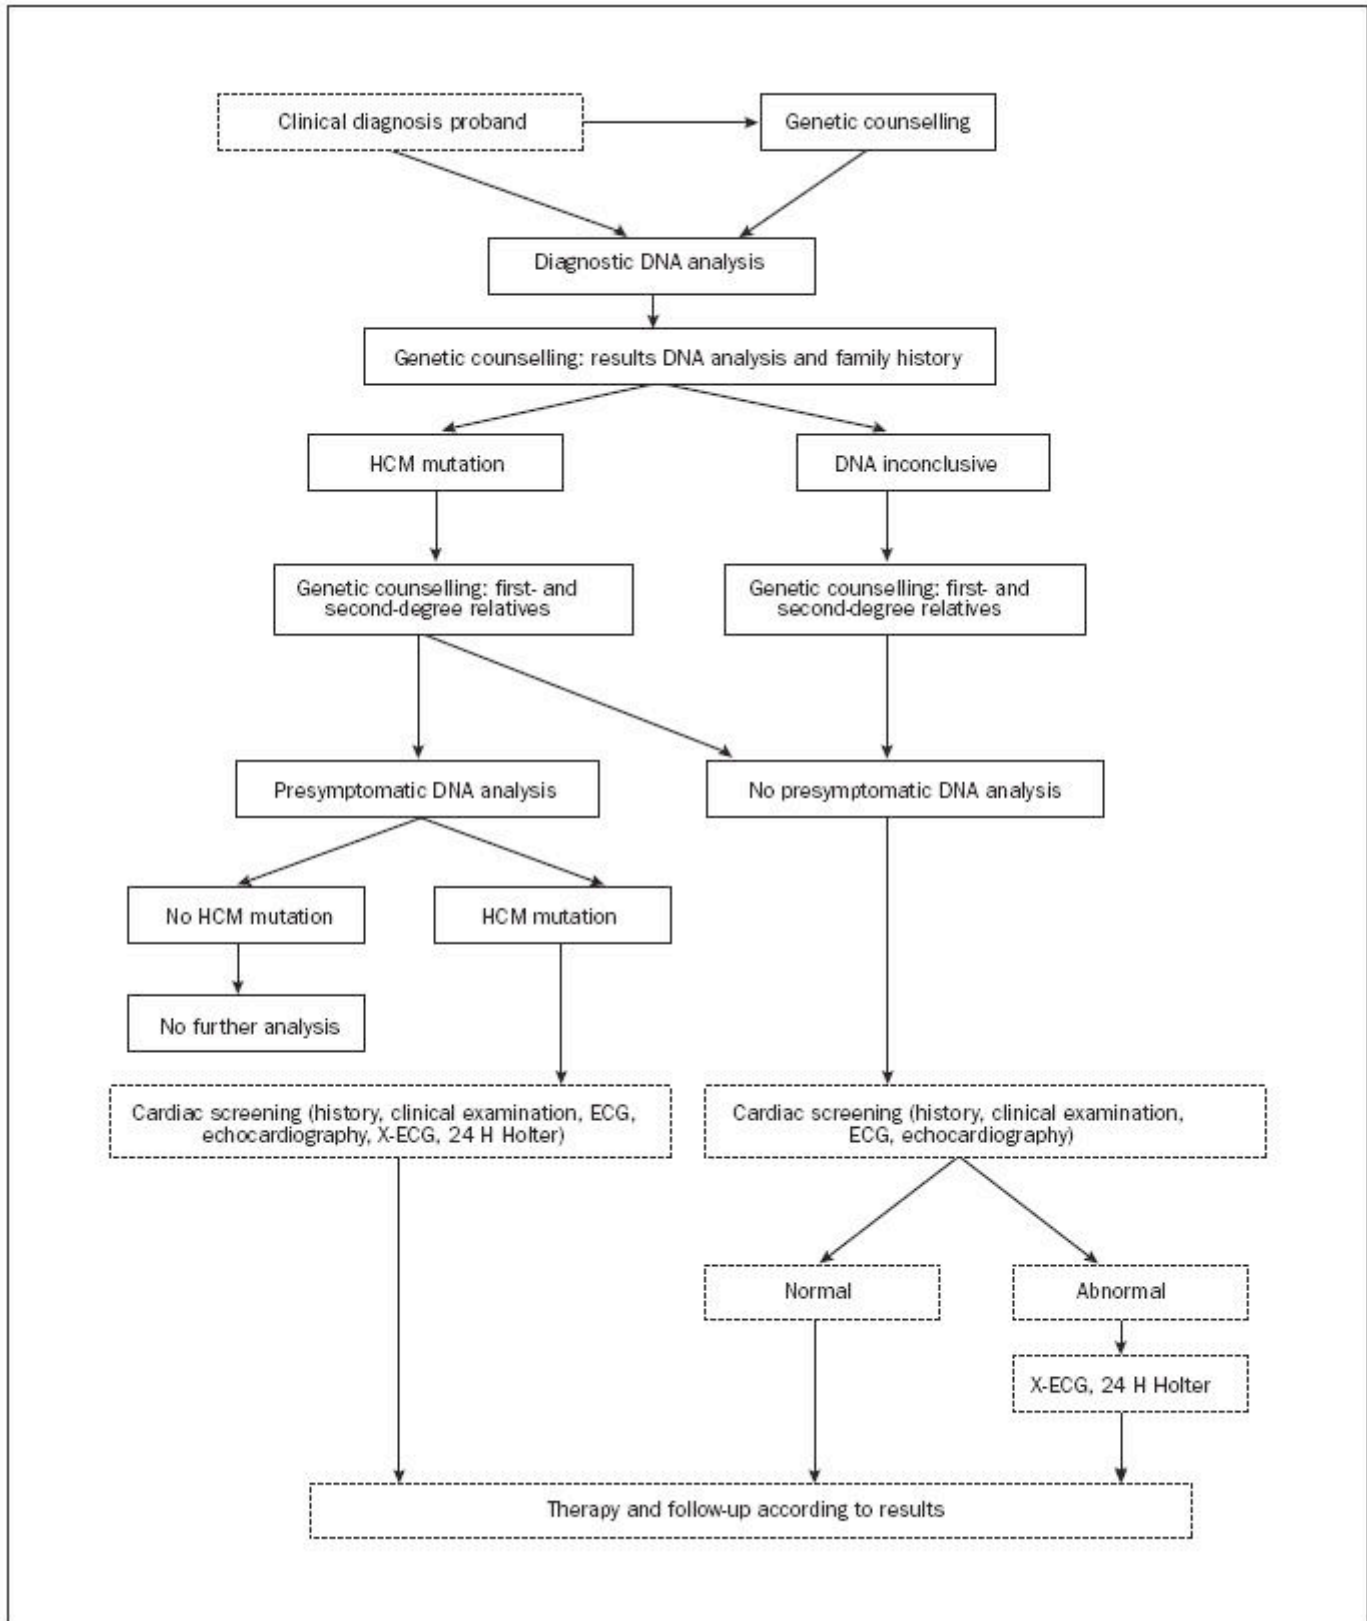 Clinical diagnosis proband
Genetic counselling
Diagnostic DNA analysis
Genetic counselling: results DNA analysis and family history
HCM mutation
DNA inconclusive
Genetic counselling: first- and
second-degree relatives
Genetic counselling: first- and
second-degree relatives
Presymptomatic DNA analysis
No presymptomatic DNA analysis
No HCM mutation
HCM mutation
No further analysis
Cardiac screening (history, clinical examination, ECG,
echocardiography, X-ECG, 24 H Holter)
Cardiac screening (history, clinical examination,
ECG, echocardiography)
Normal
Abnormal
X-ECG, 24 H Holter
Therapy and follow-up according to results